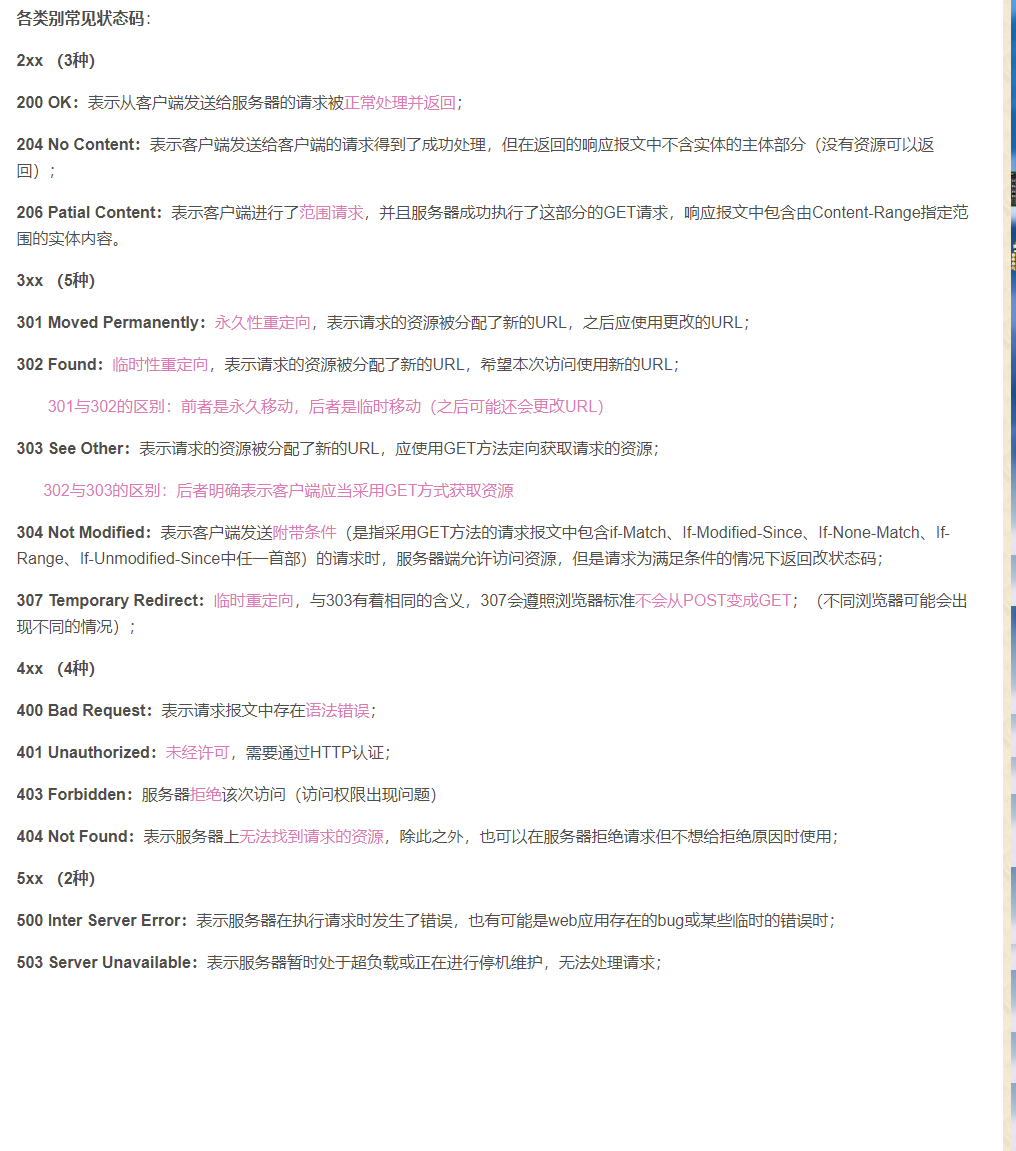 各类别常见状态码：
2xx （3种）
200 OK：表示从客户端发送给服务器的请求被正常处理并返回；
204 No Content：表示客户端发送给客户端的请求得到了成功处理，但在返回的响应报文中不含实体的主体部分（没有资源可以返
回）；
206 Patial Content：表示客户端进行了范围请求，并且服务器成功执行了这部分的GET请求，响应报文中包含由Content-Range指定范
围的实体内容。
3xx （5种）
301 Moved Permanently：永久性重定向，表示请求的资源被分配了新的URL，之后应使用更改的URL；
302 Found：临时性重定向，表示请求的资源被分配了新的URL，希望本次访问使用新的URL；
301与302的区别：前者是永久移动，后者是临时移动（之后可能还会更改URL）
303 See Other：表示请求的资源被分配了新的URL，应使用GET方法定向获取请求的资源；
302与303的区别：后者明确表示客户端应当采用GET方式获取资源
304 Not Modified：表示客户端发送附带条件（是指采用GET方法的请求报文中包含if-Match、If-Modified-Since、If-None-Match、If-
Range、If-Unmodified-Since中任一首部）的请求时，服务器端允许访问资源，但是请求为满足条件的情况下返回改状态码；
307 Temporary Redirect：临时重定向，与303有着相同的含义，307会遵照浏览器标准不会从POST变成GET；（不同浏览器可能会出
现不同的情况）；
4xx （4种）
400 Bad Request：表示请求报文中存在语法错误；
401 Unauthorized：未经许可，需要通过HTTP认证；
403 Forbidden：服务器拒绝该次访问（访问权限出现问题）
404 Not Found：表示服务器上无法找到请求的资源，除此之外，也可以在服务器拒绝请求但不想给拒绝原因时使用；
5xx （2种）
500 Inter Server Error：表示服务器在执行请求时发生了错误，也有可能是web应用存在的bug或某些临时的错误时；
503 Server Unavailable：表示服务器暂时处于超负载或正在进行停机维护，无法处理请求；